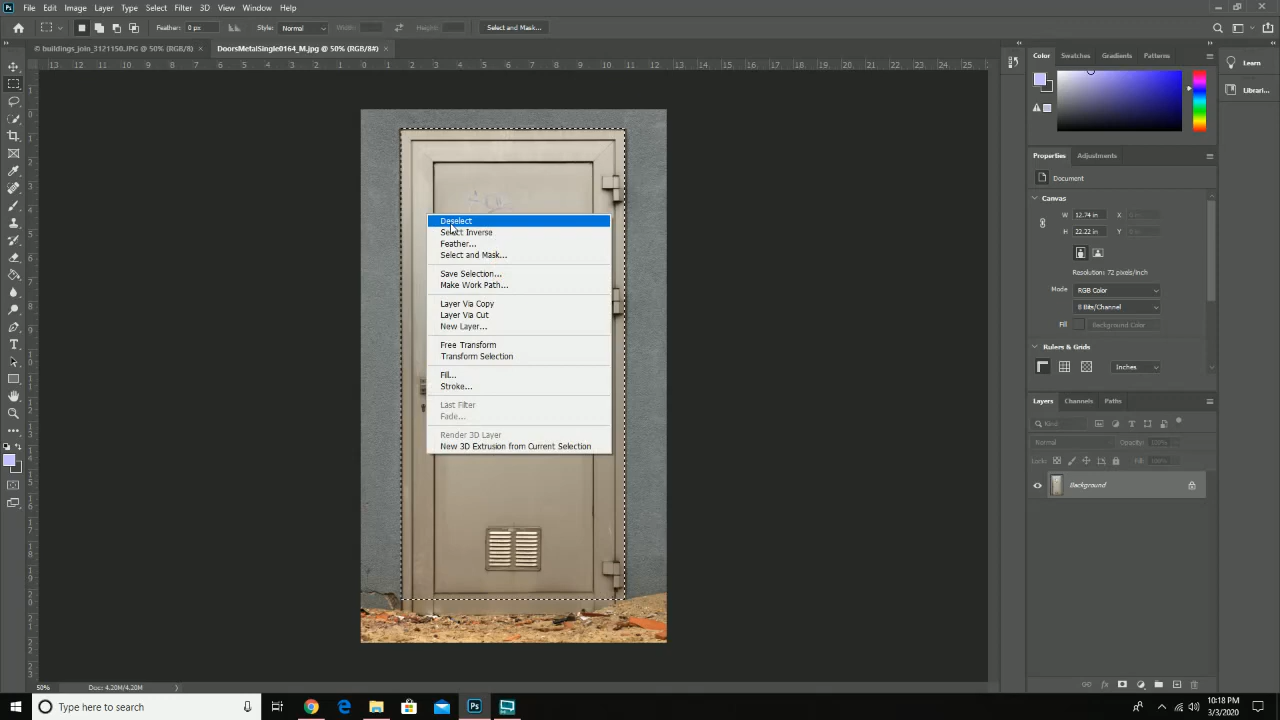 File Edit Image Layer Type Select Filter 3D View Window Help
Feather: 0 px Style: Normal Width: Height: Select and Mask...
© buildings_join_3121150.JPG @ 50% (RGB/8) × DoorsMetalSingle0164_M.jpg @ 50% (RGB/8#) ×
Color Swatches Gradients Patterns
Learn
Librari...
Properties Adjustments
Document
Canvas
W 12.74 in X
H 22.22 in Y
Resolution: 72 pixels/inch
Mode RGB Color
8 Bits/Channel
Fill Background Color
Rulers & Grids
Inches
Layers Channels Paths
Kind
Normal Opacity: 100%
Lock: Fill: 100%
Background
Deselect
Select Inverse
Feather...
Select and Mask...
Save Selection...
Make Work Path...
Layer Via Copy
Layer Via Cut
New Layer...
Free Transform
Transform Selection
Fill...
Stroke...
Last Filter
Fade...
Render 3D Layer
New 3D Extrusion from Current Selection
50% Doc: 4.20M/4.20M
Type here to search
10:18 PM
3/3/2020